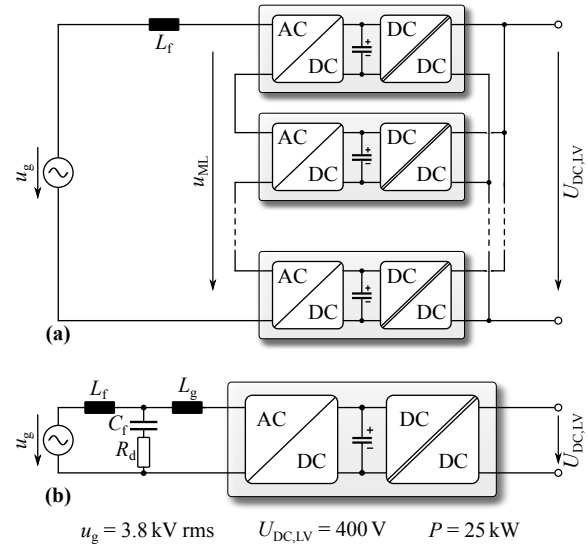 L_f
AC
DC
DC
DC
+
−
AC
DC
DC
DC
+
−
u_g
u_ML
U_DC,LV
AC
DC
DC
DC
+
−
(a)
L_f
L_g
C_f
R_d
u_g
AC
DC
DC
DC
+
−
U_DC,LV
(b)
u_g = 3.8 kV rms U_DC,LV = 400 V P = 25 kW